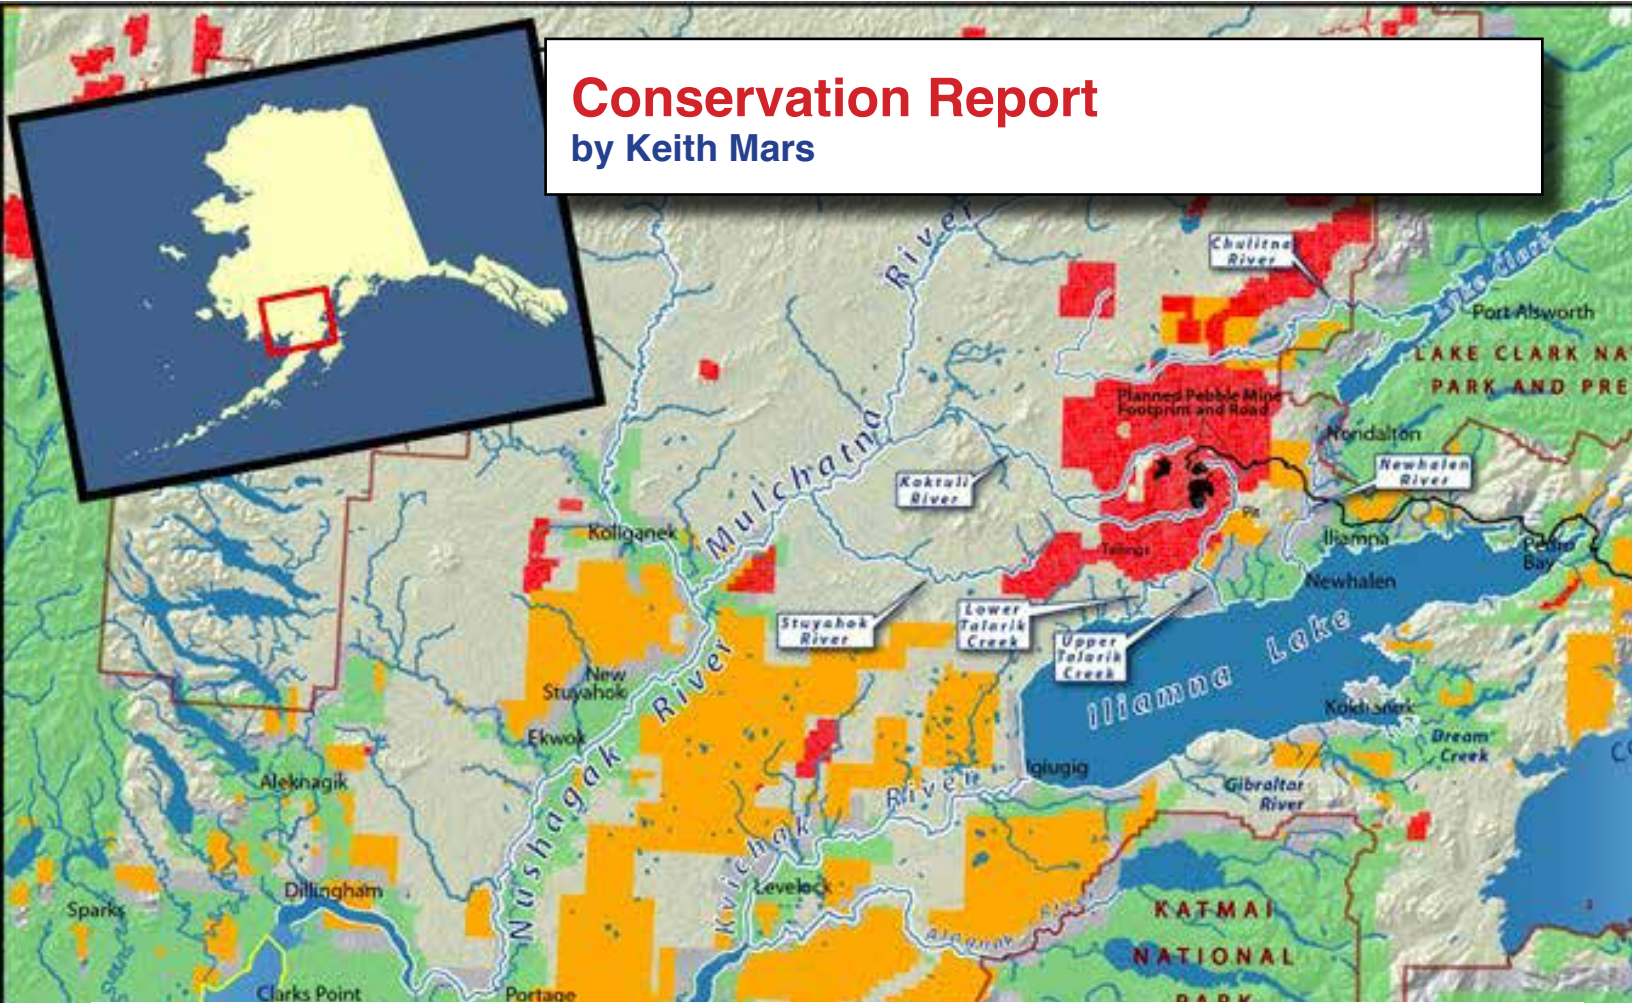 Conservation Report
by Keith Mars
River
Chulitna
River
Lake Clark
Port Alsworth
LAKE CLARK NA
PARK AND PRE
Planned Pebble Mine
Footprint and Road
Nondalton
Newhalen
River
Mulchatna
Koktuli
River
Koliganek
Pit
Iliamna
Pedro
Bay
Tailings
Newhalen
Stuyahok
River
Lower
Talarik
Creek
Upper
Talarik
Creek
Iliamna Lake
New
Stuyahok
River
Kokhanok
Ekwok
Dream
Creek
Igiugig
Aleknagik
Gibraltar
River
Nushagak
River
Kvichak
Levelock
Dillingham
Sparks
Alagnak
KATMAI
NATIONAL
PARK
Clarks Point
Portage